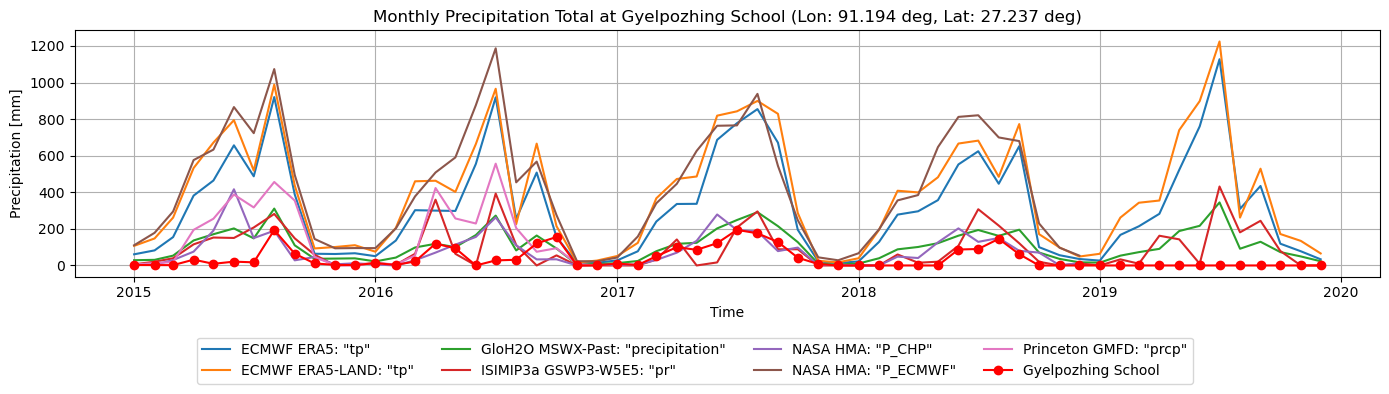 Monthly Precipitation Total at Gyelpozhing School (Lon: 91.194 deg, Lat: 27.237 deg)
Precipitation [mm]
1200
1000
800
600
400
200
0
2015 2016 2017 2018 2019 2020
Time
ECMWF ERA5: "tp" GloH2O MSWX-Past: "precipitation" NASA HMA: "P_CHP" Princeton GMFD: "prcp"
ECMWF ERA5-LAND: "tp" ISIMIP3a GSWP3-W5E5: "pr" NASA HMA: "P_ECMWF" Gyelpozhing School